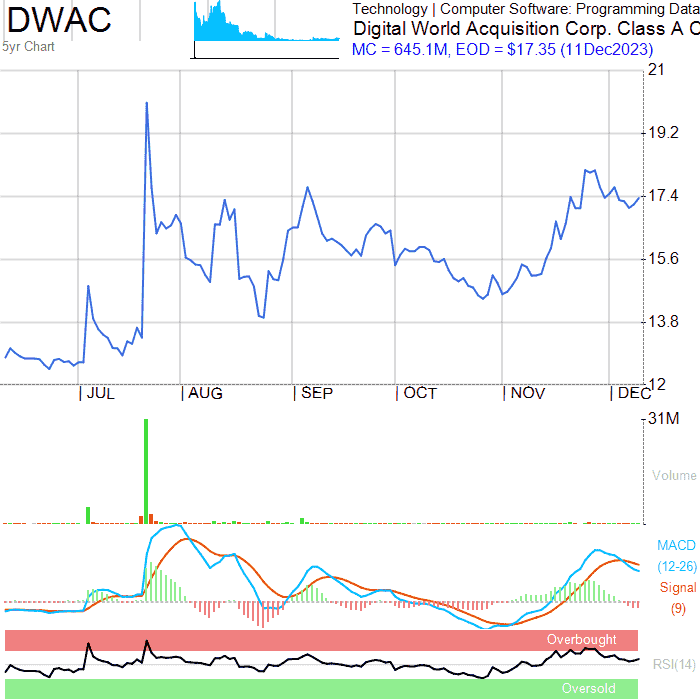 DWAC
5yr Chart
Technology | Computer Software: Programming Data
Digital World Acquisition Corp. Class A C
MC = 645.1M, EOD = $17.35 (11Dec2023)
21
19.2
17.4
15.6
13.8
12
JUL AUG SEP OCT NOV DEC
31M
Volume
MACD
(12-26)
Signal
(9)
Overbought
RSI(14)
Oversold